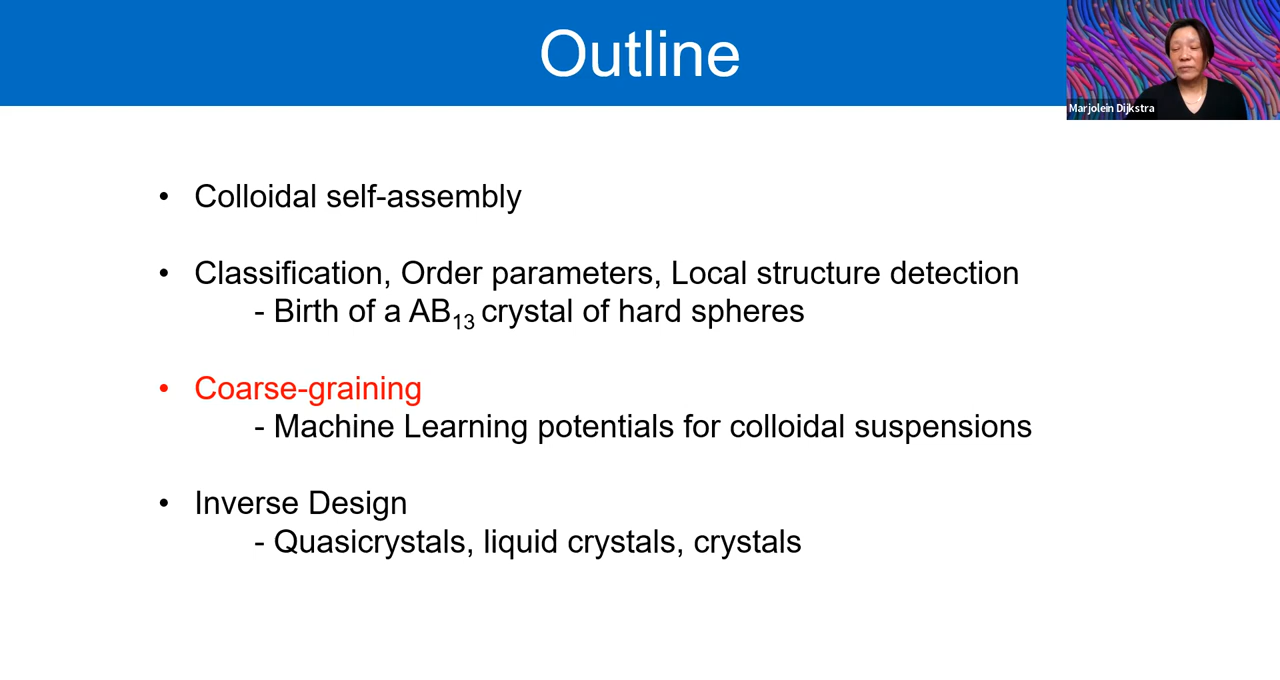 Outline
Marjolein Dijkstra
• Colloidal self-assembly
• Classification, Order parameters, Local structure detection
- Birth of a AB₁₃ crystal of hard spheres
• Coarse-graining
- Machine Learning potentials for colloidal suspensions
• Inverse Design
- Quasicrystals, liquid crystals, crystals